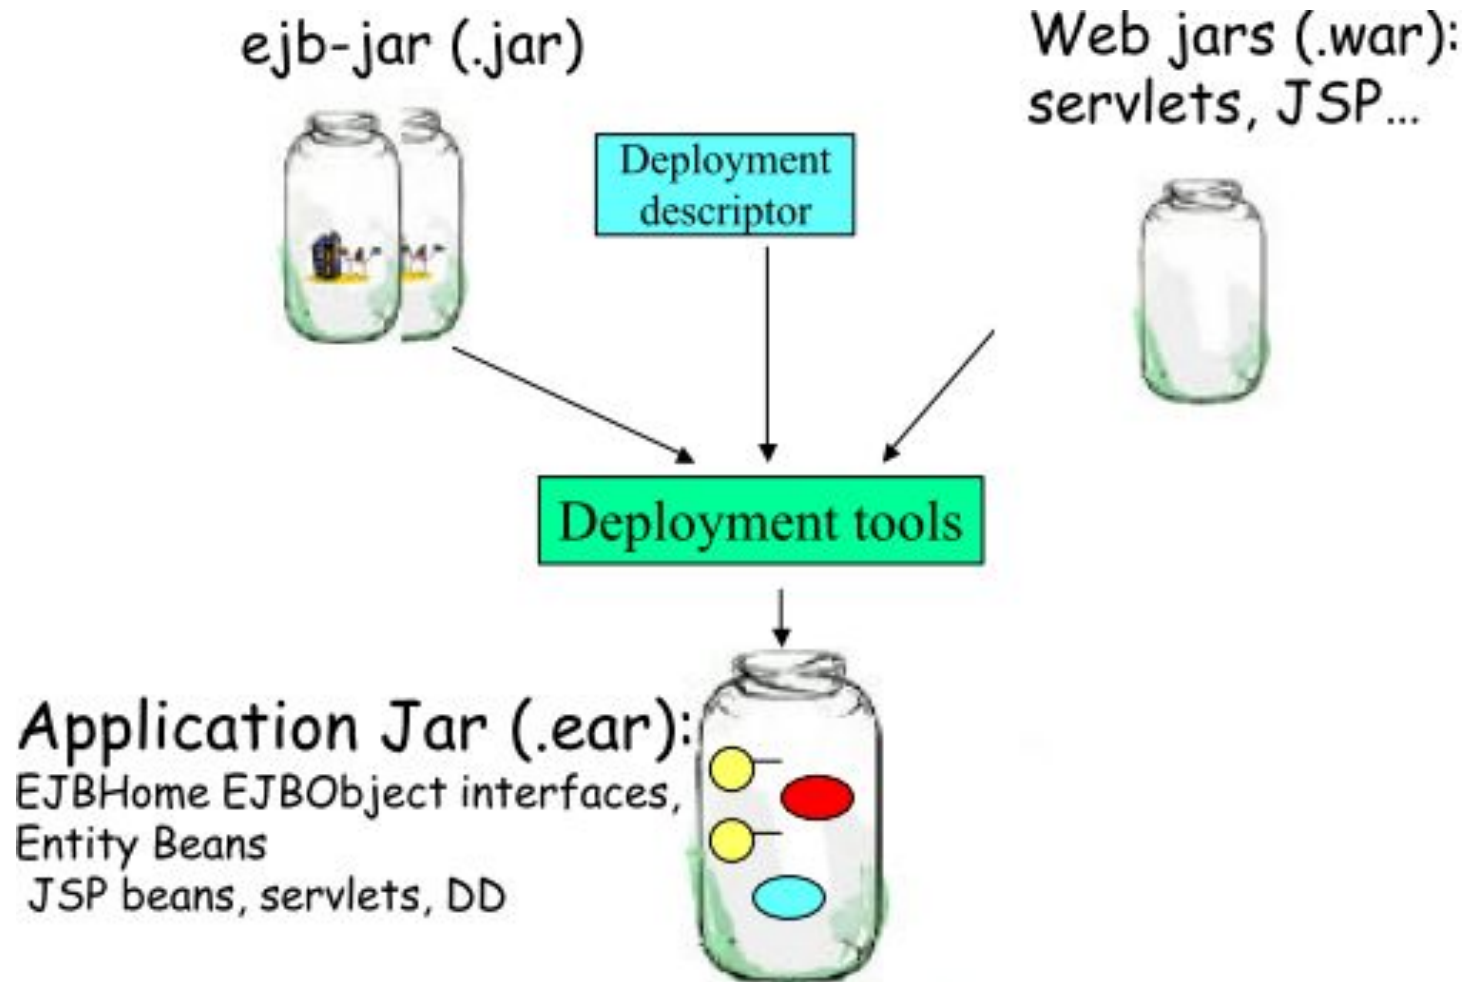 ejb-jar (.jar)
Web jars (.war):
servlets, JSP...
Deployment
descriptor
Deployment tools
Application Jar (.ear):
EJBHome EJBObject interfaces,
Entity Beans
JSP beans, servlets, DD